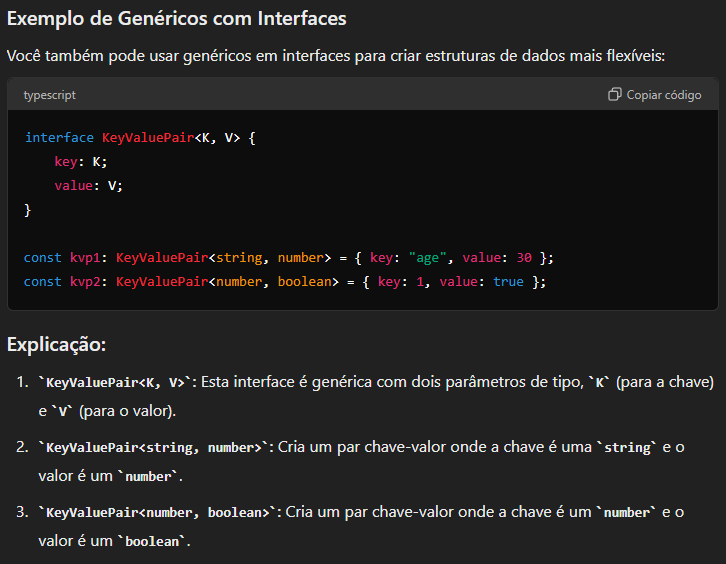 Exemplo de Genéricos com Interfaces
Você também pode usar genéricos em interfaces para criar estruturas de dados mais flexíveis:
typescript
Copiar código
interface KeyValuePair<K, V> {
    key: K;
    value: V;
}

const kvp1: KeyValuePair<string, number> = { key: "age", value: 30 };
const kvp2: KeyValuePair<number, boolean> = { key: 1, value: true };
Explicação:
1. `KeyValuePair<K, V>`: Esta interface é genérica com dois parâmetros de tipo, `K` (para a chave)
e `V` (para o valor).
2. `KeyValuePair<string, number>`: Cria um par chave-valor onde a chave é uma `string` e o
valor é um `number`.
3. `KeyValuePair<number, boolean>`: Cria um par chave-valor onde a chave é um `number` e o
valor é um `boolean`.